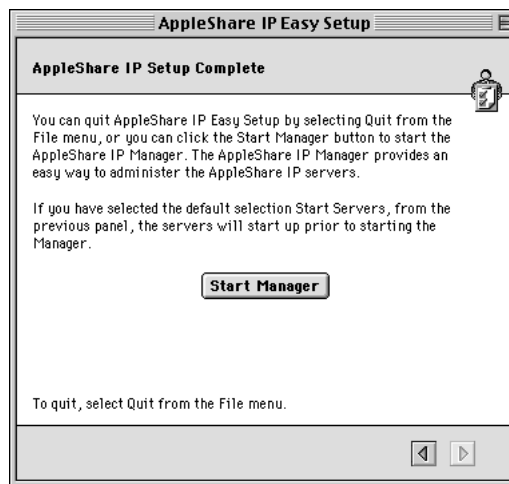 AppleShare IP Easy Setup
AppleShare IP Setup Complete
You can quit AppleShare IP Easy Setup by selecting Quit from the
File menu, or you can click the Start Manager button to start the
AppleShare IP Manager. The AppleShare IP Manager provides an
easy way to administer the AppleShare IP servers.
If you have selected the default selection Start Servers, from the
previous panel, the servers will start up prior to starting the
Manager.
Start Manager
To quit, select Quit from the File menu.